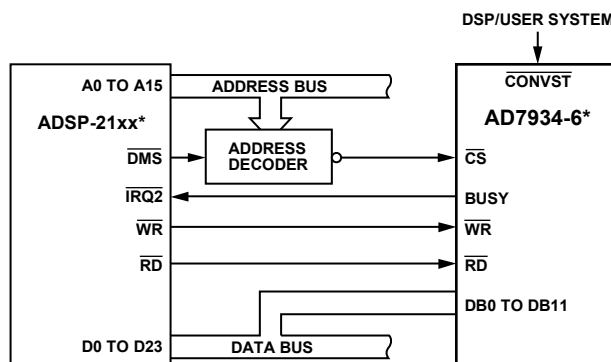 DSP/USER SYSTEM
A0 TO A15
ADDRESS BUS
CONVST
ADSP-21xx*
AD7934-6*
DMS
ADDRESS
DECODER
CS
IRQ2
BUSY
WR
WR
RD
RD
DB0 TO DB11
D0 TO D23
DATA BUS